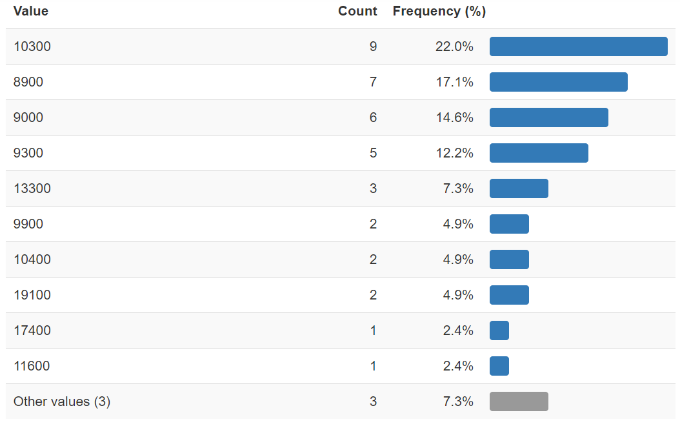 Value Count Frequency (%)
10300 9 22.0%
8900 7 17.1%
9000 6 14.6%
9300 5 12.2%
13300 3 7.3%
9900 2 4.9%
10400 2 4.9%
19100 2 4.9%
17400 1 2.4%
11600 1 2.4%
Other values (3) 3 7.3%